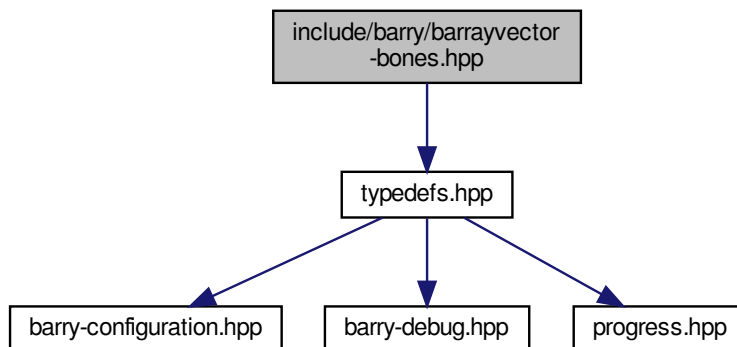 include/barry/barrayvector
-bones.hpp
typedefs.hpp
barry-configuration.hpp
barry-debug.hpp
progress.hpp